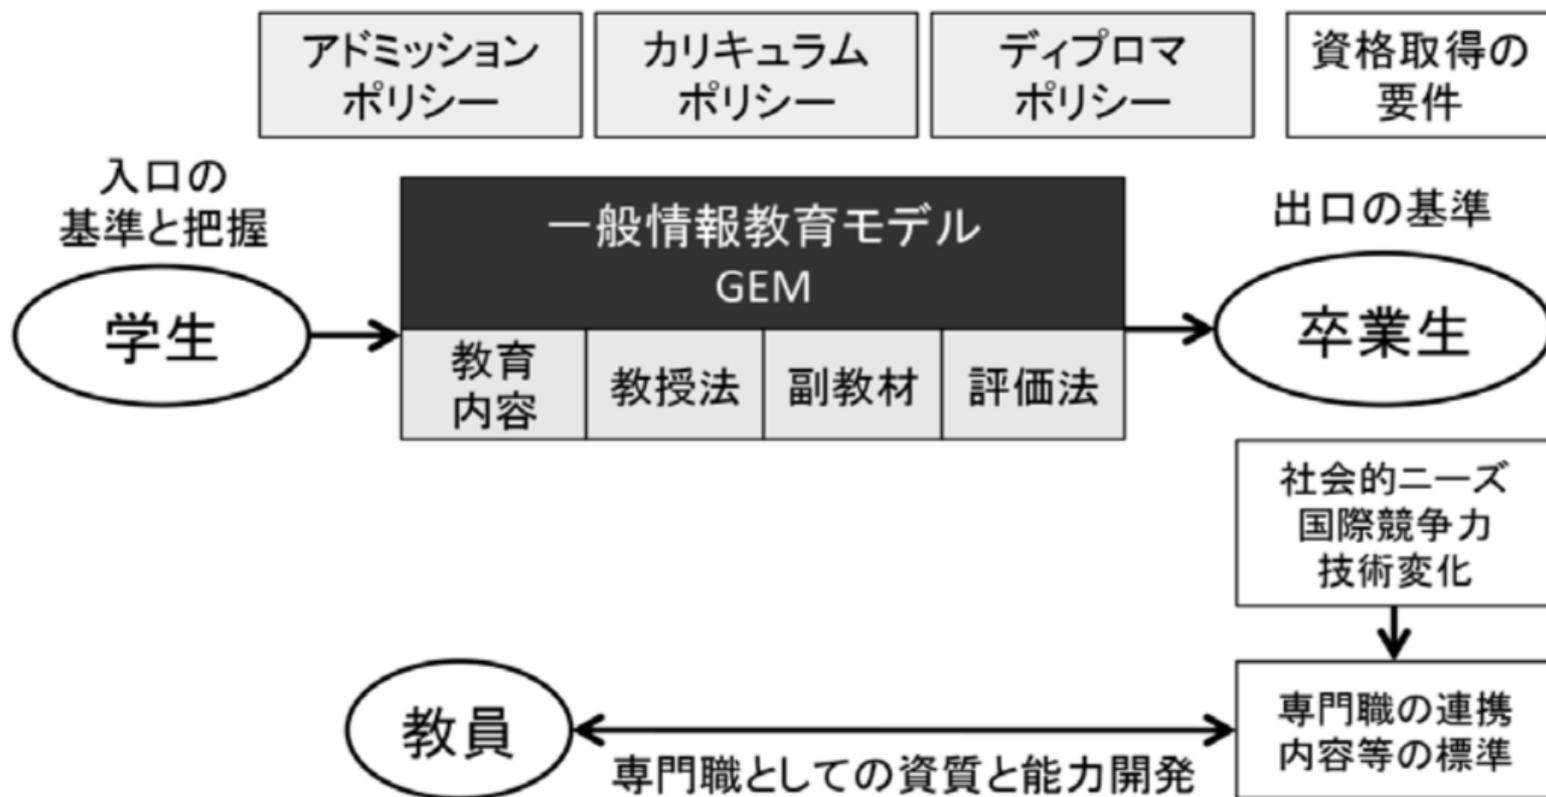 アドミッション
ポリシー
カリキュラム
ポリシー
ディプロマ
ポリシー
資格取得の
要件
入口の
基準と把握
一般情報教育モデル
GEM
出口の基準
学生
卒業生
教育
内容
教授法
副教材
評価法
社会的ニーズ
国際競争力
技術変化
教員
専門職としての資質と能力開発
専門職の連携
内容等の標準